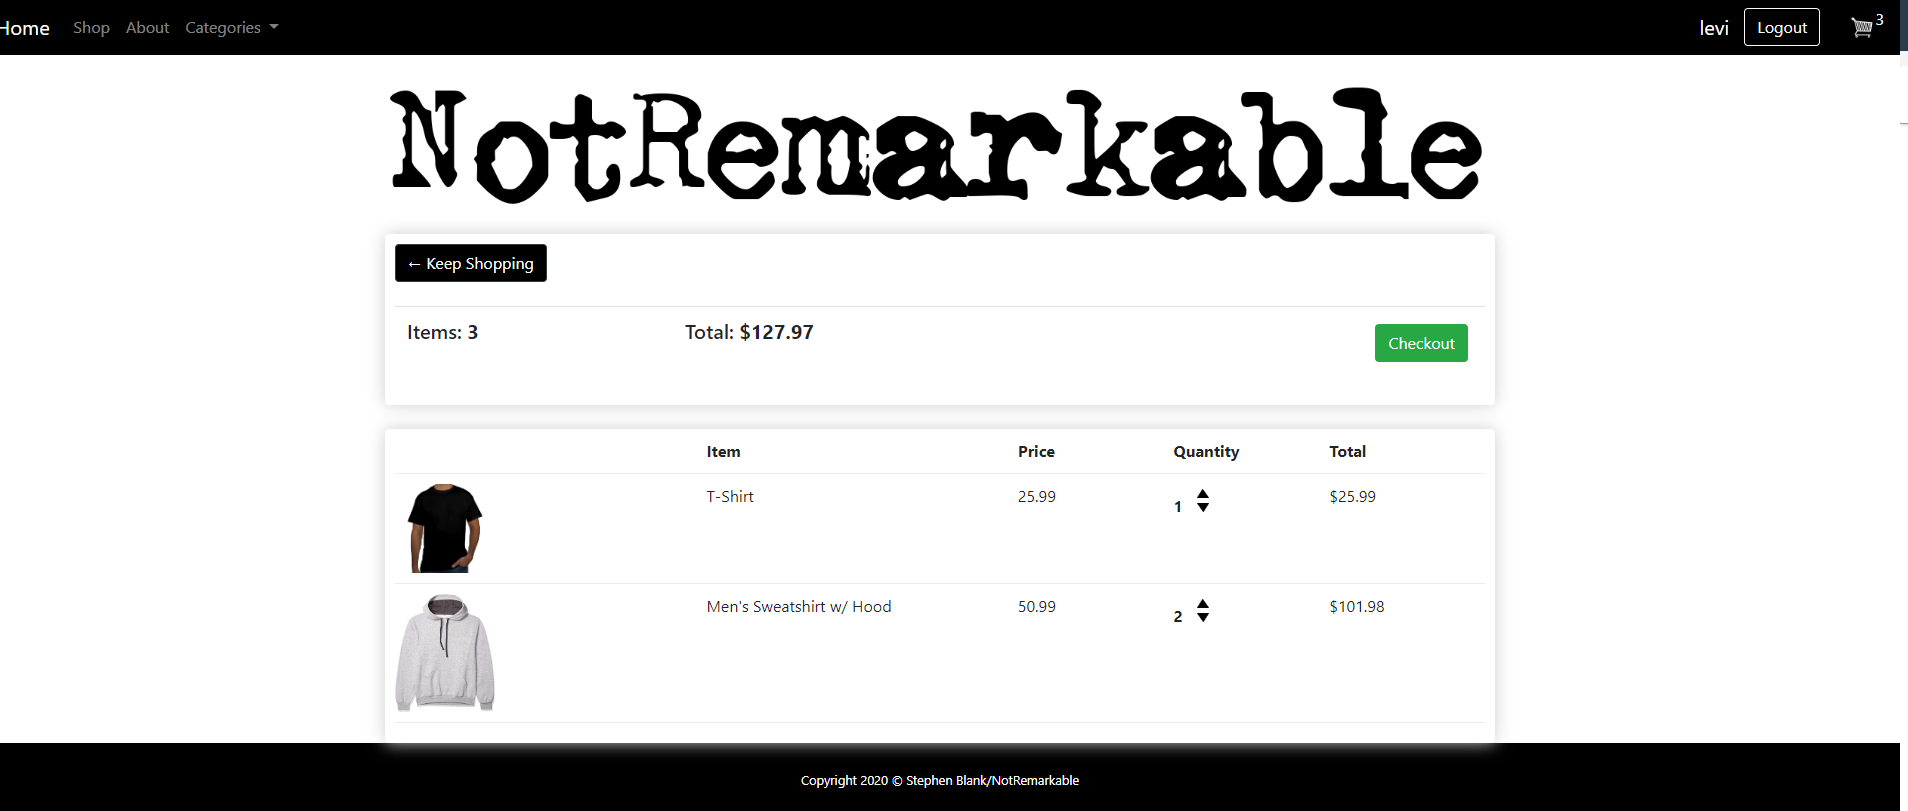 Home Shop About Categories levi Logout 3
NotRemarkable
← Keep Shopping
Items: 3 Total: $127.97 Checkout
Item Price Quantity Total
T-Shirt 25.99 1 $25.99
Men's Sweatshirt w/ Hood 50.99 2 $101.98
Copyright 2020 © Stephen Blank/NotRemarkable